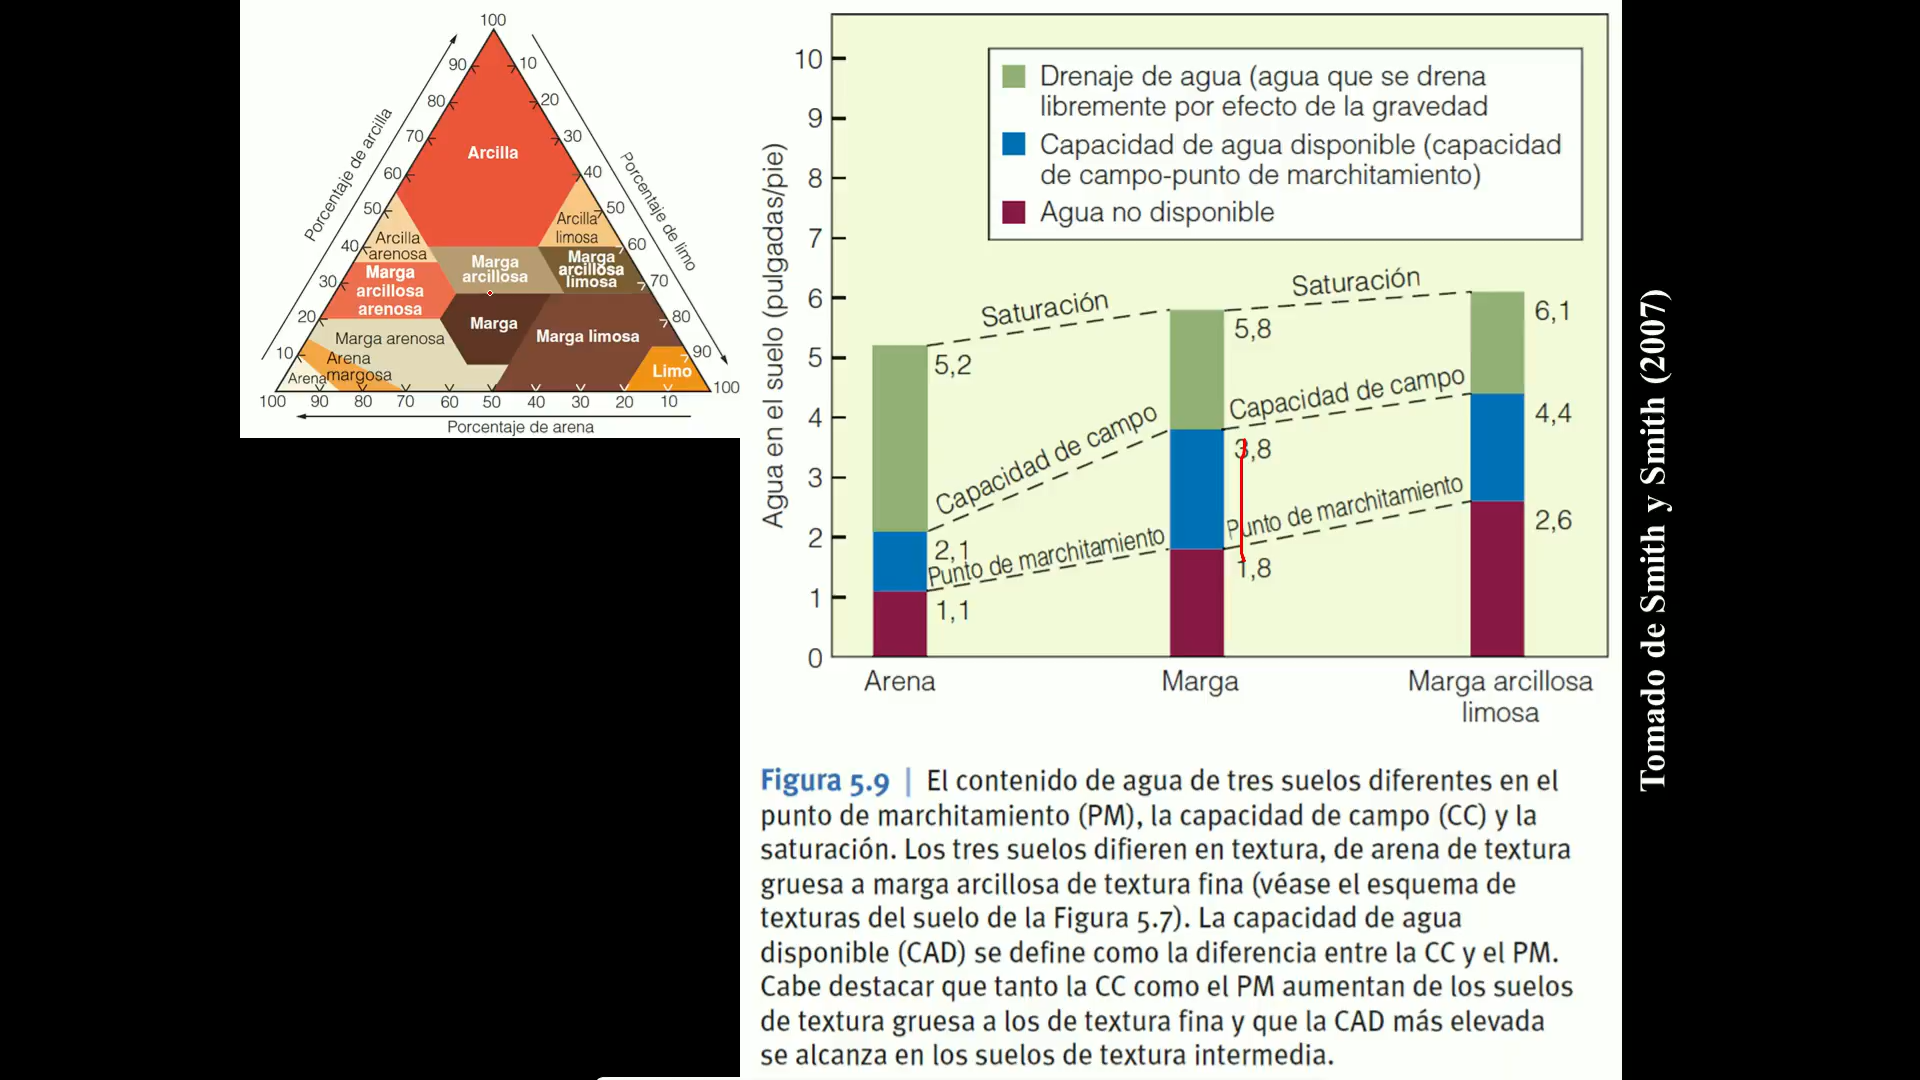 100
90
80
70
60
50
40
30
20
10
10
20
30
40
50
60
70
80
90
100
Porcentaje de arcilla
Porcentaje de limo
Arcilla
Arcilla
limosa
Arcilla
arenosa
Marga
arcillosa
Marga
arcillosa
limosa
Marga
arcillosa
arenosa
Marga
Marga limosa
Marga arenosa
Arena
margosa
Arena
Limo
100 90 80 70 60 50 40 30 20 10
Porcentaje de arena
Agua en el suelo (pulgadas/pie)
10
9
8
7
6
5
4
3
2
1
0
Drenaje de agua (agua que se drena
libremente por efecto de la gravedad
Capacidad de agua disponible (capacidad
de campo-punto de marchitamiento)
Agua no disponible
Saturación
Saturación
5,2
5,8
6,1
Capacidad de campo
Capacidad de campo
2,1
3,8
4,4
Punto de marchitamiento
Punto de marchitamiento
1,1
1,8
2,6
Arena
Marga
Marga arcillosa
limosa
Figura 5.9 | El contenido de agua de tres suelos diferentes en el
punto de marchitamiento (PM), la capacidad de campo (CC) y la
saturación. Los tres suelos difieren en textura, de arena de textura
gruesa a marga arcillosa de textura fina (véase el esquema de
texturas del suelo de la Figura 5.7). La capacidad de agua
disponible (CAD) se define como la diferencia entre la CC y el PM.
Cabe destacar que tanto la CC como el PM aumentan de los suelos
de textura gruesa a los de textura fina y que la CAD más elevada
se alcanza en los suelos de textura intermedia.
Tomado de Smith y Smith (2007)